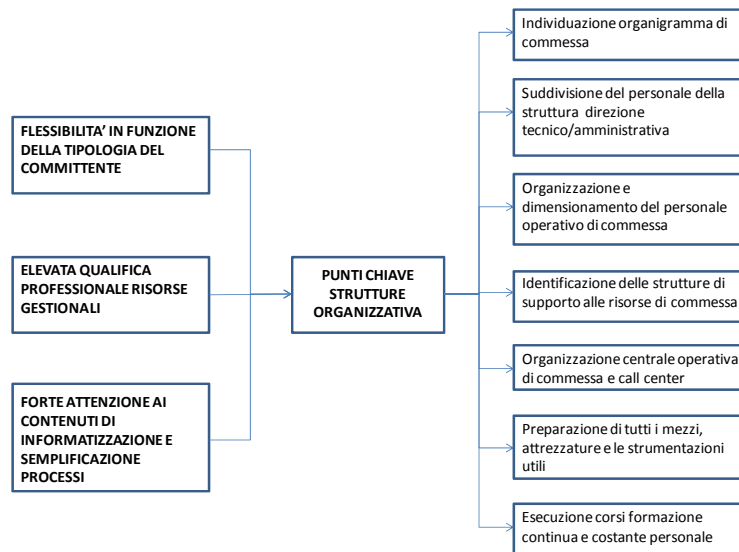 FLESSIBILITA’ IN FUNZIONE
DELLA TIPOLOGIA DEL
COMMITTENTE
ELEVATA QUALIFICA
PROFESSIONALE RISORSE
GESTIONALI
FORTE ATTENZIONE AI
CONTENUTI DI
INFORMATIZZAZIONE E
SEMPLIFICAZIONE
PROCESSI
PUNTI CHIAVE
STRUTTURE
ORGANIZZATIVA
Individuazione organigramma di
commessa
Suddivisione del personale della
struttura direzione
tecnico/amministrativa
Organizzazione e
dimensionamento del personale
operativo di commessa
Identificazione delle strutture di
supporto alle risorse di commessa
Organizzazione centrale operativa
di commessa e call center
Preparazione di tutti i mezzi,
attrezzature e le strumentazioni
utili
Esecuzione corsi formazione
continua e costante personale